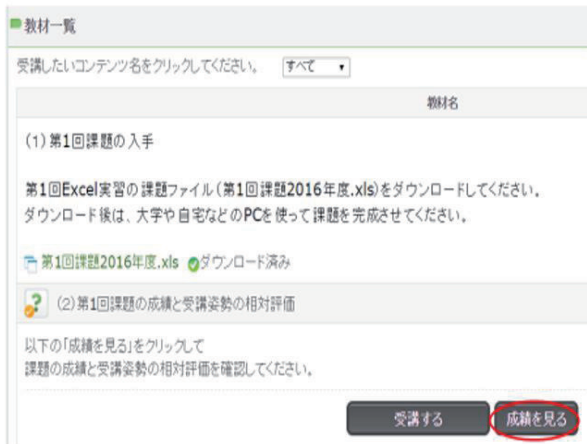 教材一覧
受講したいコンテンツ名をクリックしてください。 すべて
教材名
(1)第1回課題の入手
第1回Excel実習の課題ファイル(第1回課題2016年度.xls)をダウンロードしてください。
ダウンロード後は、大学や自宅などのPCを使って課題を完成させてください。
第1回課題2016年度.xls ダウンロード済み
(2)第1回課題の成績と受講姿勢の相対評価
以下の「成績を見る」をクリックして
課題の成績と受講姿勢の相対評価を確認してください。
受講する 成績を見る